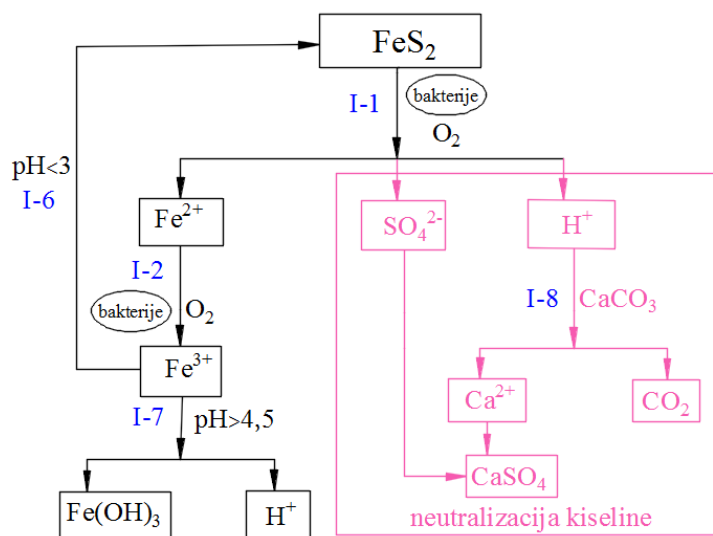 FeS₂
I-1
bakterije
O₂
pH<3
I-6
Fe²⁺
SO₄²⁻
H⁺
I-2
bakterije
O₂
I-8
CaCO₃
Fe³⁺
I-7
pH>4,5
Ca²⁺
CO₂
CaSO₄
Fe(OH)₃
H⁺
neutralizacija kiseline